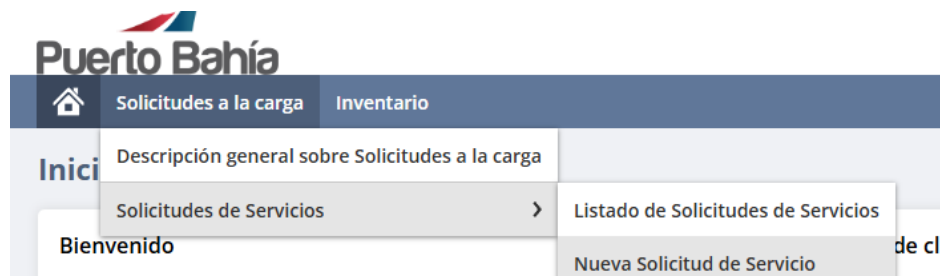 Puerto Bahía
Solicitudes a la carga Inventario
Descripción general sobre Solicitudes a la carga
Inici
Solicitudes de Servicios Listado de Solicitudes de Servicios
Bienvenido de cl
Nueva Solicitud de Servicio